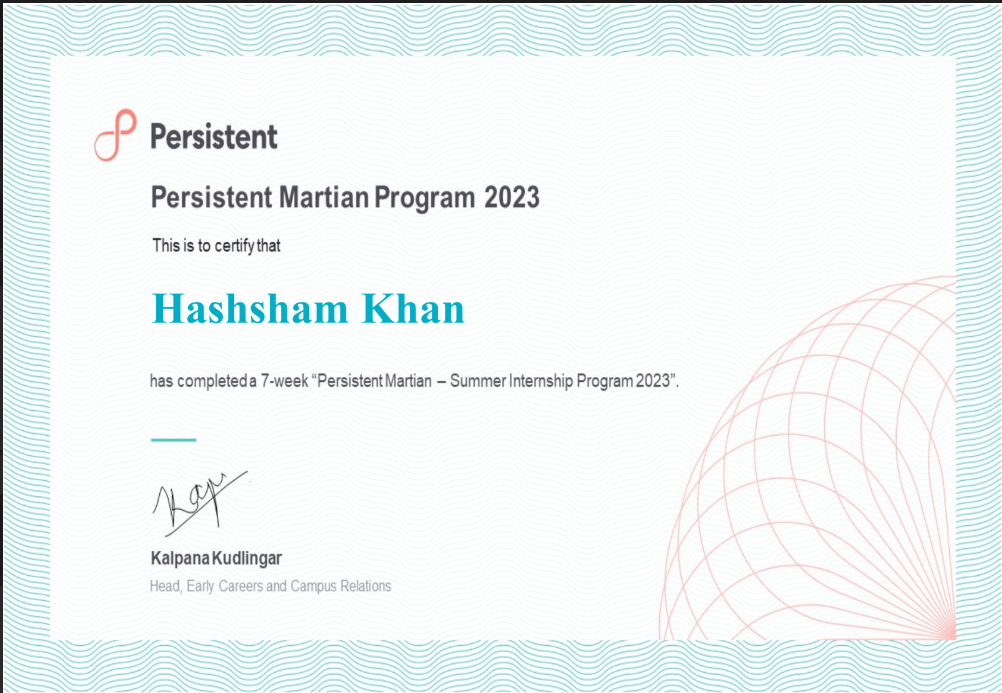 Persistent
Persistent Martian Program 2023
This is to certify that
Hashsham Khan
has completed a 7-week “Persistent Martian – Summer Internship Program 2023”.
Kalpana Kudlingar
Head, Early Careers and Campus Relations